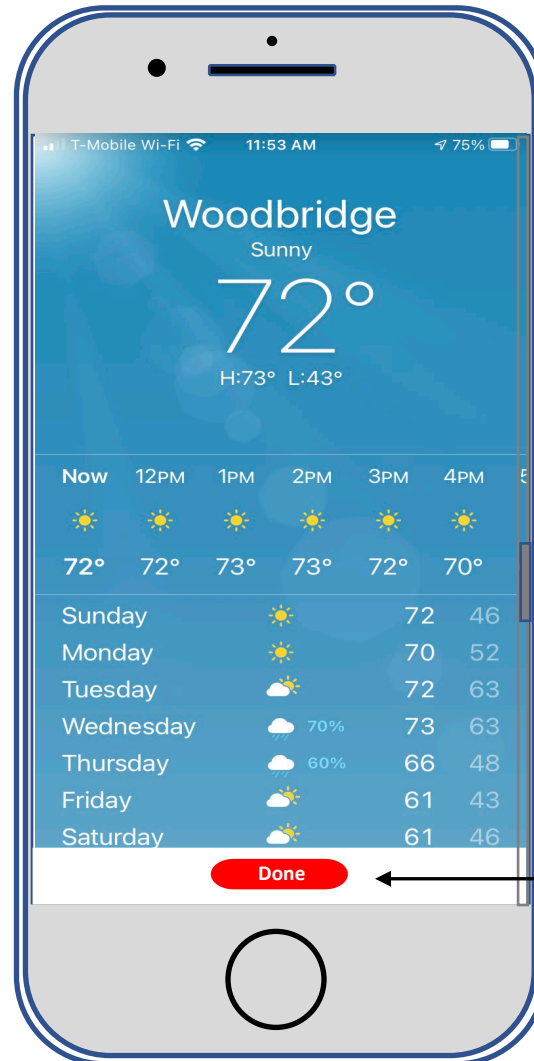 T-Mobile Wi-Fi 11:53 AM 75%
Woodbridge
Sunny
72°
H:73° L:43°
Now 12PM 1PM 2PM 3PM 4PM 5
72° 72° 73° 73° 72° 70°
Sunday 72 46
Monday 70 52
Tuesday 72 63
Wednesday 70% 73 63
Thursday 60% 66 48
Friday 61 43
Saturday 61 46
Done